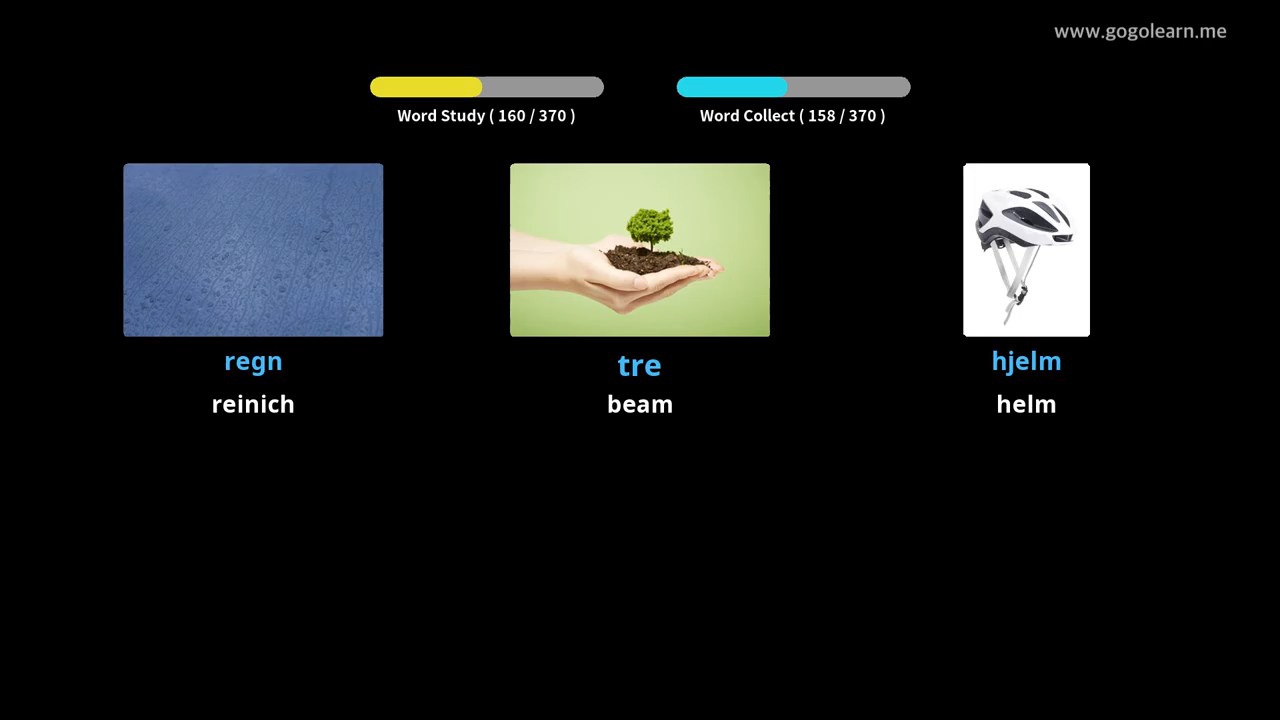 www.gogolearn.me
Word Study ( 160 / 370 )
Word Collect ( 158 / 370 )
regn
tre
hjelm
reinich
beam
helm